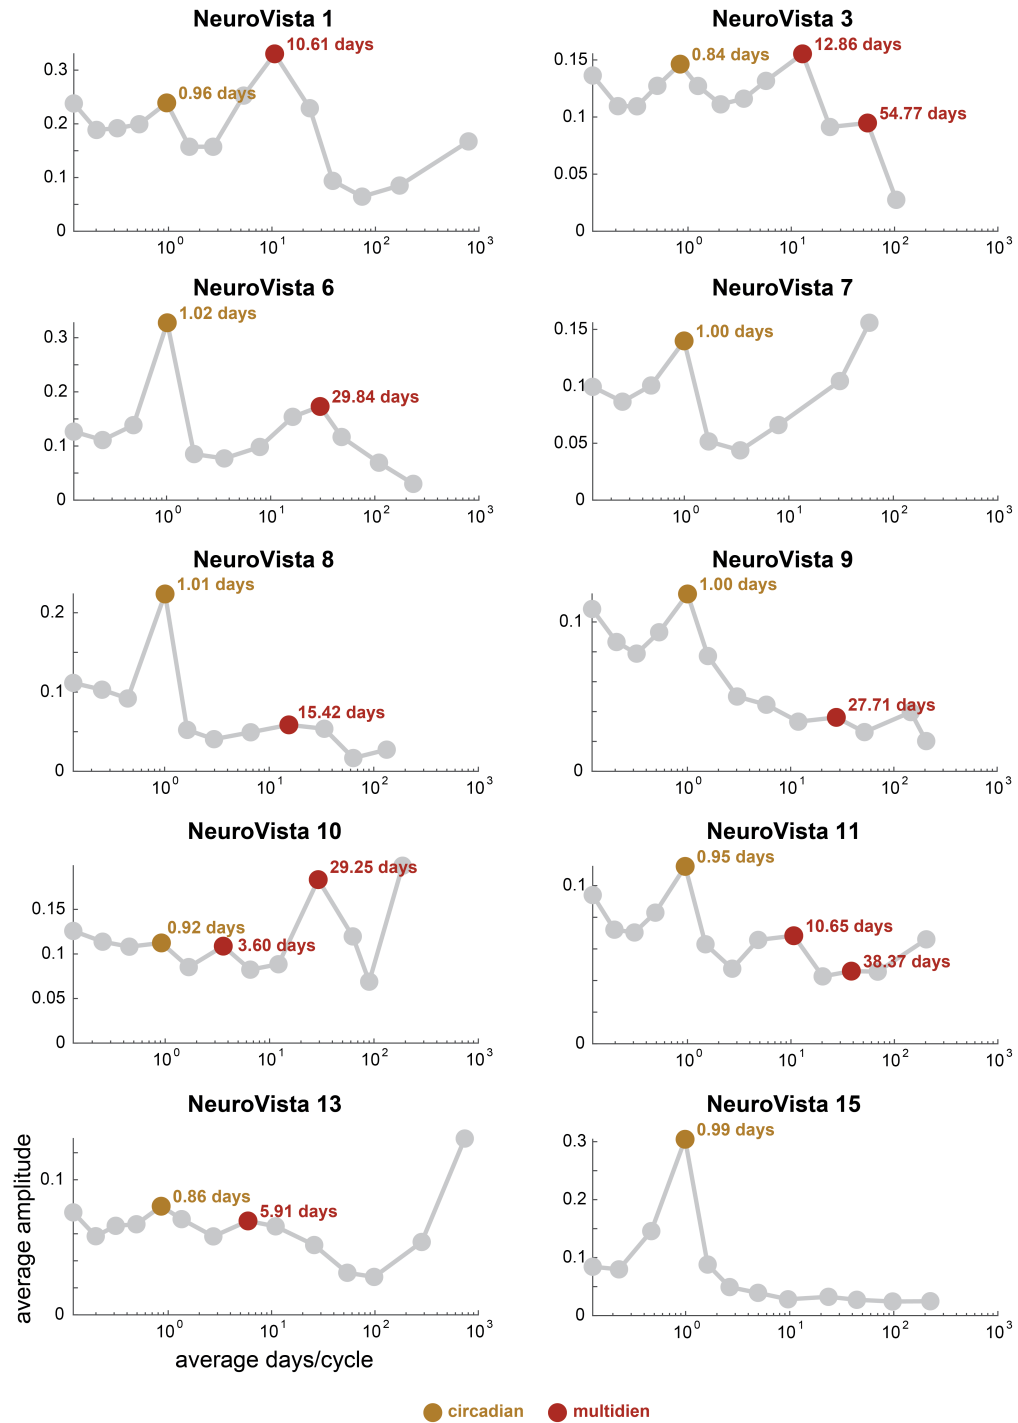 NeuroVista 1
10.61 days
0.96 days
0.3
0.2
0.1
0
10⁰ 10¹ 10² 10³
NeuroVista 3
0.84 days
12.86 days
54.77 days
0.15
0.1
0.05
0
10⁰ 10¹ 10² 10³
NeuroVista 6
1.02 days
29.84 days
0.3
0.2
0.1
0
10⁰ 10¹ 10² 10³
NeuroVista 7
1.00 days
0.15
0.1
0.05
0
10⁰ 10¹ 10² 10³
NeuroVista 8
1.01 days
15.42 days
0.2
0.1
0
10⁰ 10¹ 10² 10³
NeuroVista 9
1.00 days
27.71 days
0.1
0
10⁰ 10¹ 10² 10³
NeuroVista 10
29.25 days
0.92 days
3.60 days
0.15
0.1
0.05
0
10⁰ 10¹ 10² 10³
NeuroVista 11
0.95 days
10.65 days
38.37 days
0.1
0
10⁰ 10¹ 10² 10³
NeuroVista 13
0.86 days
5.91 days
0.1
0
10⁰ 10¹ 10² 10³
average amplitude
average days/cycle
NeuroVista 15
0.99 days
0.3
0.2
0.1
0
10⁰ 10¹ 10² 10³
circadian multidien